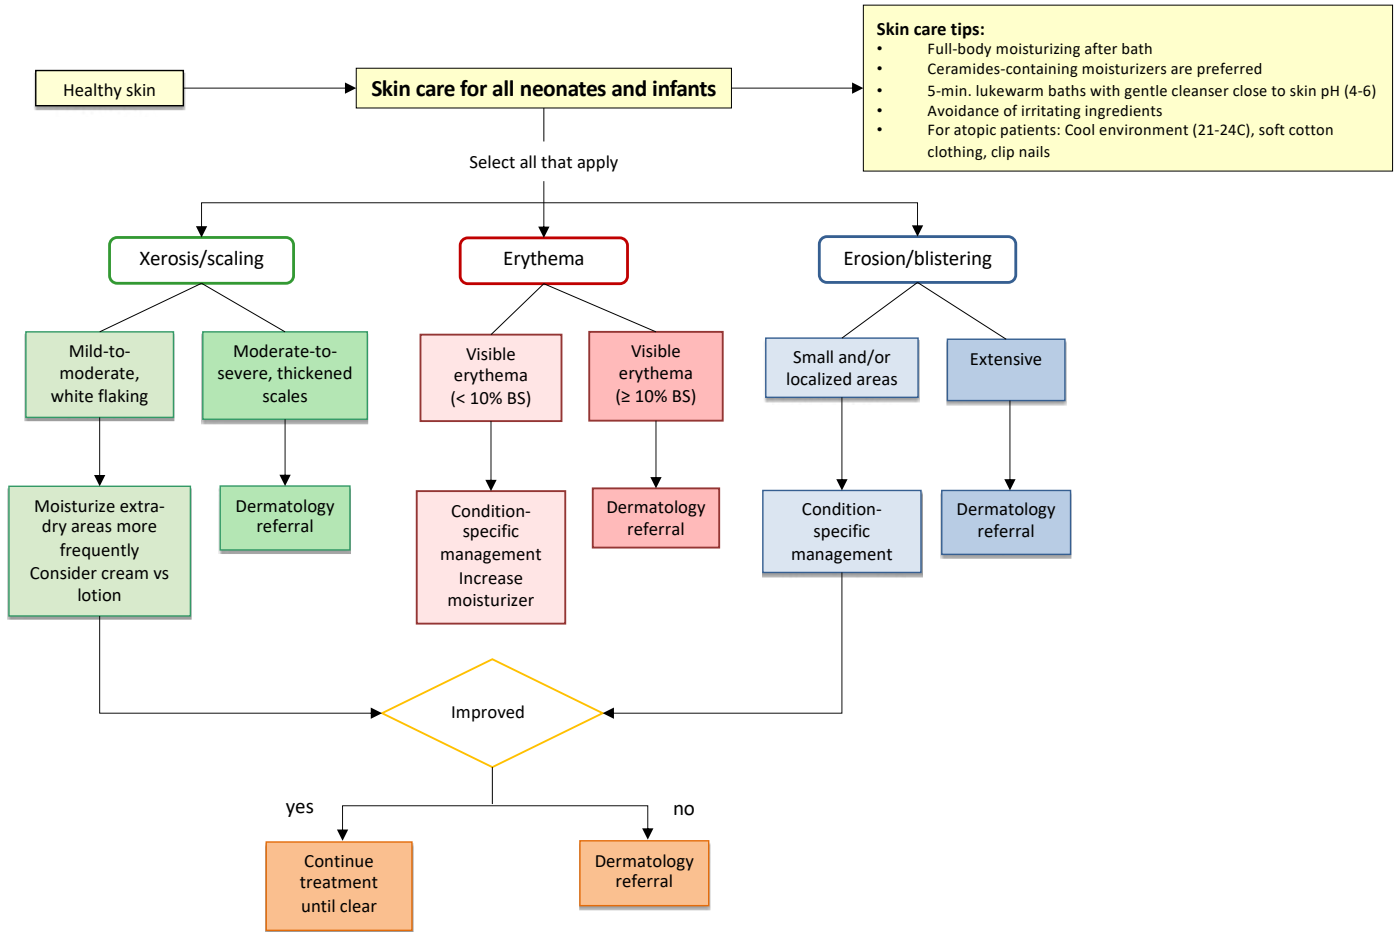 Healthy skin
Skin care for all neonates and infants
Skin care tips:
• Full-body moisturizing after bath
• Ceramides-containing moisturizers are preferred
• 5-min. lukewarm baths with gentle cleanser close to skin pH (4-6)
• Avoidance of irritating ingredients
• For atopic patients: Cool environment (21-24C), soft cotton
clothing, clip nails
Select all that apply
Xerosis/scaling
Erythema
Erosion/blistering
Mild-to-
moderate,
white flaking
Moderate-to-
severe, thickened
scales
Visible
erythema
(< 10% BS)
Visible
erythema
(≥ 10% BS)
Small and/or
localized areas
Extensive
Moisturize extra-
dry areas more
frequently
Consider cream vs
lotion
Dermatology
referral
Condition-
specific
management
Increase
moisturizer
Dermatology
referral
Condition-
specific
management
Dermatology
referral
Improved
yes
no
Continue
treatment
until clear
Dermatology
referral